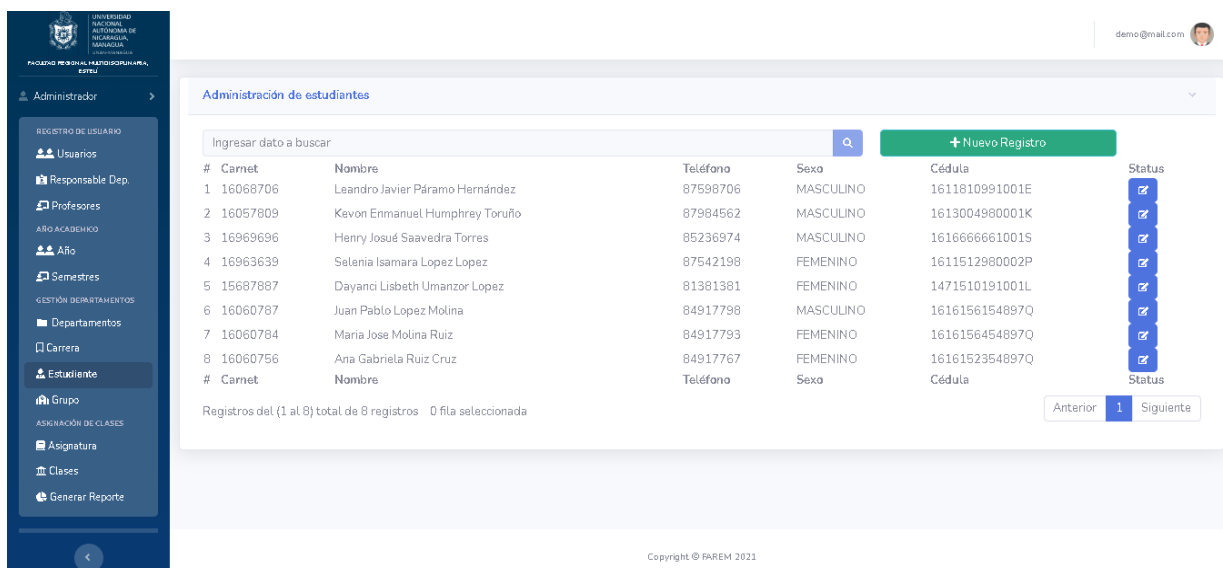 UNIVERSIDAD
NACIONAL
AUTÓNOMA DE
NICARAGUA,
MANAGUA
FACULTAD REGIONAL MULTIDISCIPLINARIA,
ESTELÍ
demo@mail.com
Administrador
REGISTRO DE USUARIO
Usuarios
Responsable Dep.
Profesores
AÑO ACADEMICO
Año
Semestres
GESTIÓN DEPARTAMENTOS
Departamentos
Carrera
Estudiente
Grupo
ASIGNACIÓN DE CLASES
Asignatura
Clases
Generar Reporte
Administración de estudiantes
Ingresar dato a buscar
Nuevo Registro
# Carnet Nombre Teléfono Sexo Cédula Status
1 16068706 Leandro Javier Páramo Hernández 87598706 MASCULINO 1611810991001E
2 16057809 Kevon Enmanuel Humphrey Toruño 87984562 MASCULINO 1613004980001K
3 16969696 Henry Josué Saavedra Torres 85236974 MASCULINO 1616666661001S
4 16963639 Selenia Isamara Lopez Lopez 87542198 FEMENINO 1611512980002P
5 15687887 Dayanci Lisbeth Umanzor Lopez 81381381 FEMENINO 1471510191001L
6 16060787 Juan Pablo Lopez Molina 84917798 MASCULINO 1616156154897Q
7 16060784 Maria Jose Molina Ruiz 84917793 FEMENINO 1616156454897Q
8 16060756 Ana Gabriela Ruiz Cruz 84917767 FEMENINO 1616152354897Q
# Carnet Nombre Teléfono Sexo Cédula Status
Registros del (1 al 8) total de 8 registros 0 fila seleccionada
Anterior 1 Siguiente
Copyright © FAREM 2021